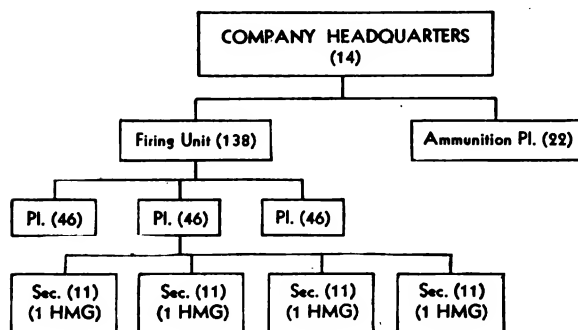 COMPANY HEADQUARTERS
(14)
Firing Unit (138)
Ammunition Pl. (22)
Pl. (46)
Pl. (46)
Pl. (46)
Sec. (11)
(1 HMG)
Sec. (11)
(1 HMG)
Sec. (11)
(1 HMG)
Sec. (11)
(1 HMG)